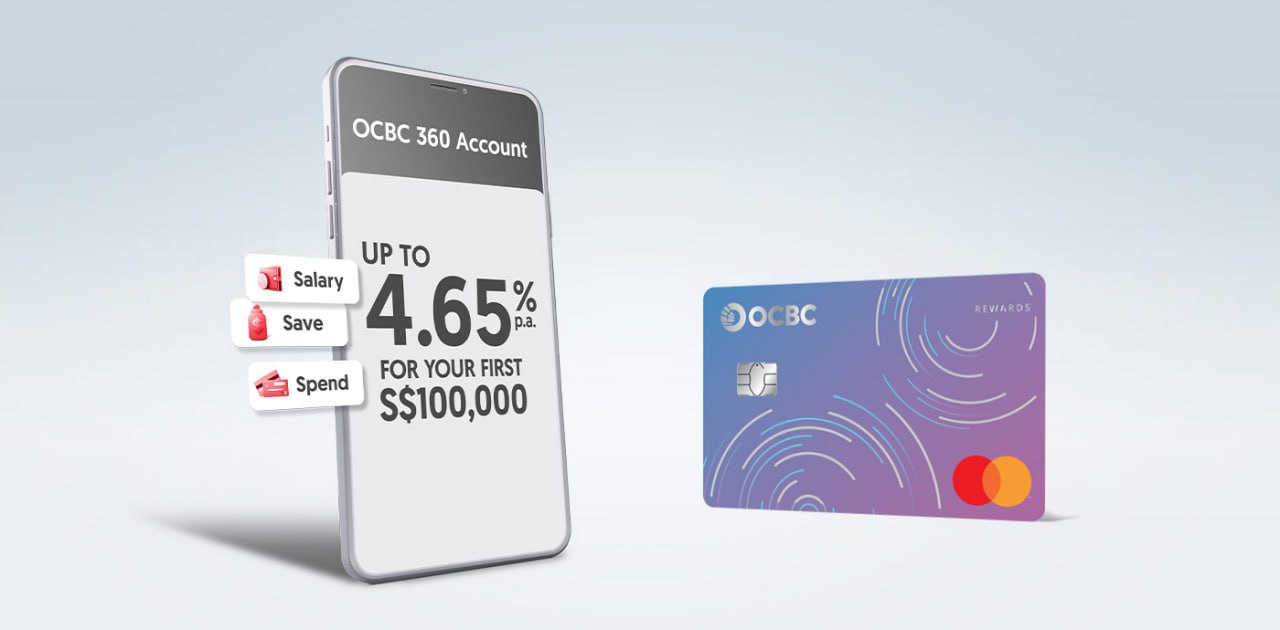 OCBC 360 Account
UP TO
4.65% p.a.
FOR YOUR FIRST
S$100,000
Salary
Save
Spend
OCBC
REWARDS